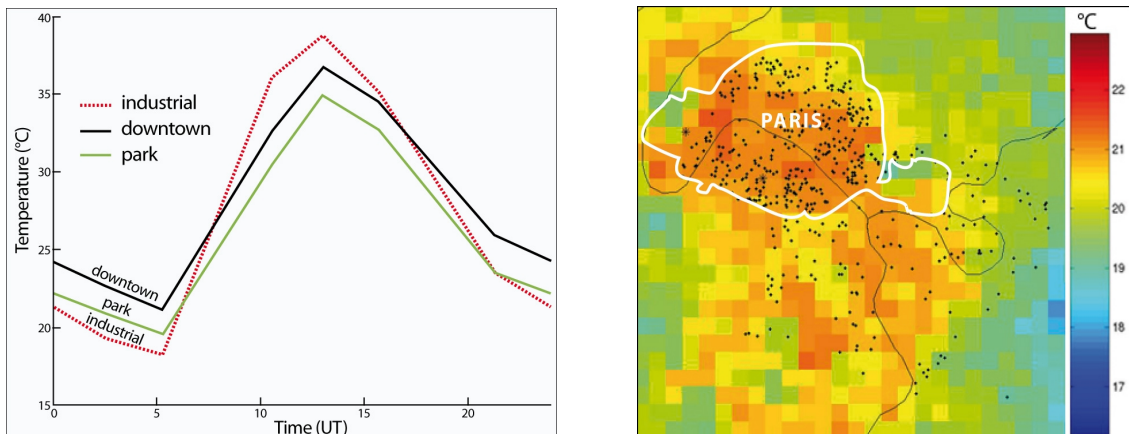 40
35
30
25
20
15
0
5
10
15
20
Temperature (°C)
Time (UT)
industrial
downtown
park
downtown
park
industrial
°C
PARIS
22
21
20
19
18
17